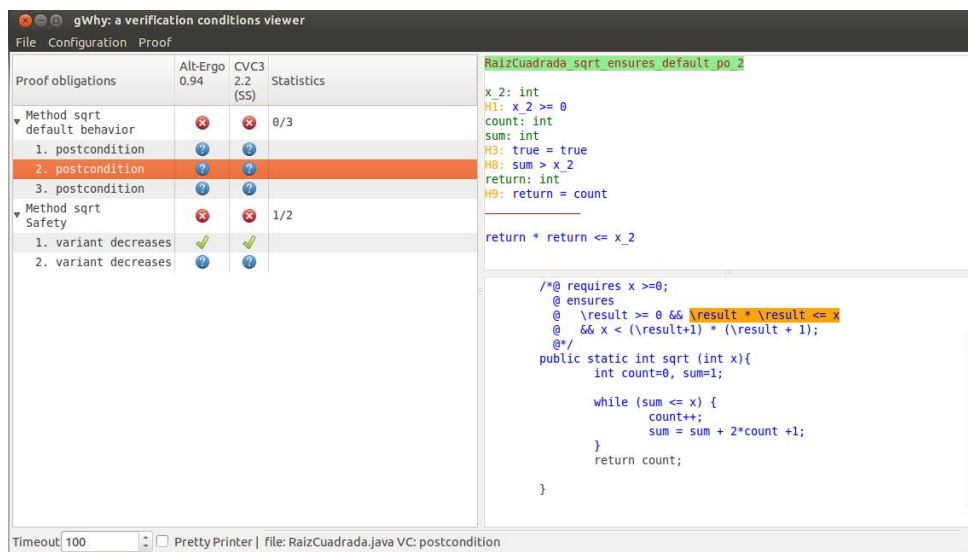 gWhy: a verification conditions viewer
File Configuration Proof
Proof obligations
Alt-Ergo
0.94
CVC3
2.2
(SS)
Statistics
Method sqrt
default behavior
0/3
1. postcondition
2. postcondition
3. postcondition
Method sqrt
Safety
1/2
1. variant decreases
2. variant decreases
RaizCuadrada_sqrt_ensures_default_po_2
x_2: int
H1: x_2 >= 0
count: int
sum: int
H3: true = true
H8: sum > x_2
return: int
H9: return = count
return * return <= x_2
/*@ requires x >=0;
@ ensures
@ \result >= 0 && \result * \result <= x
@ && x < (\result+1) * (\result + 1);
@*/
public static int sqrt (int x){
int count=0, sum=1;
while (sum <= x) {
count++;
sum = sum + 2*count +1;
}
return count;
}
Timeout 100 Pretty Printer | file: RaizCuadrada.java VC: postcondition